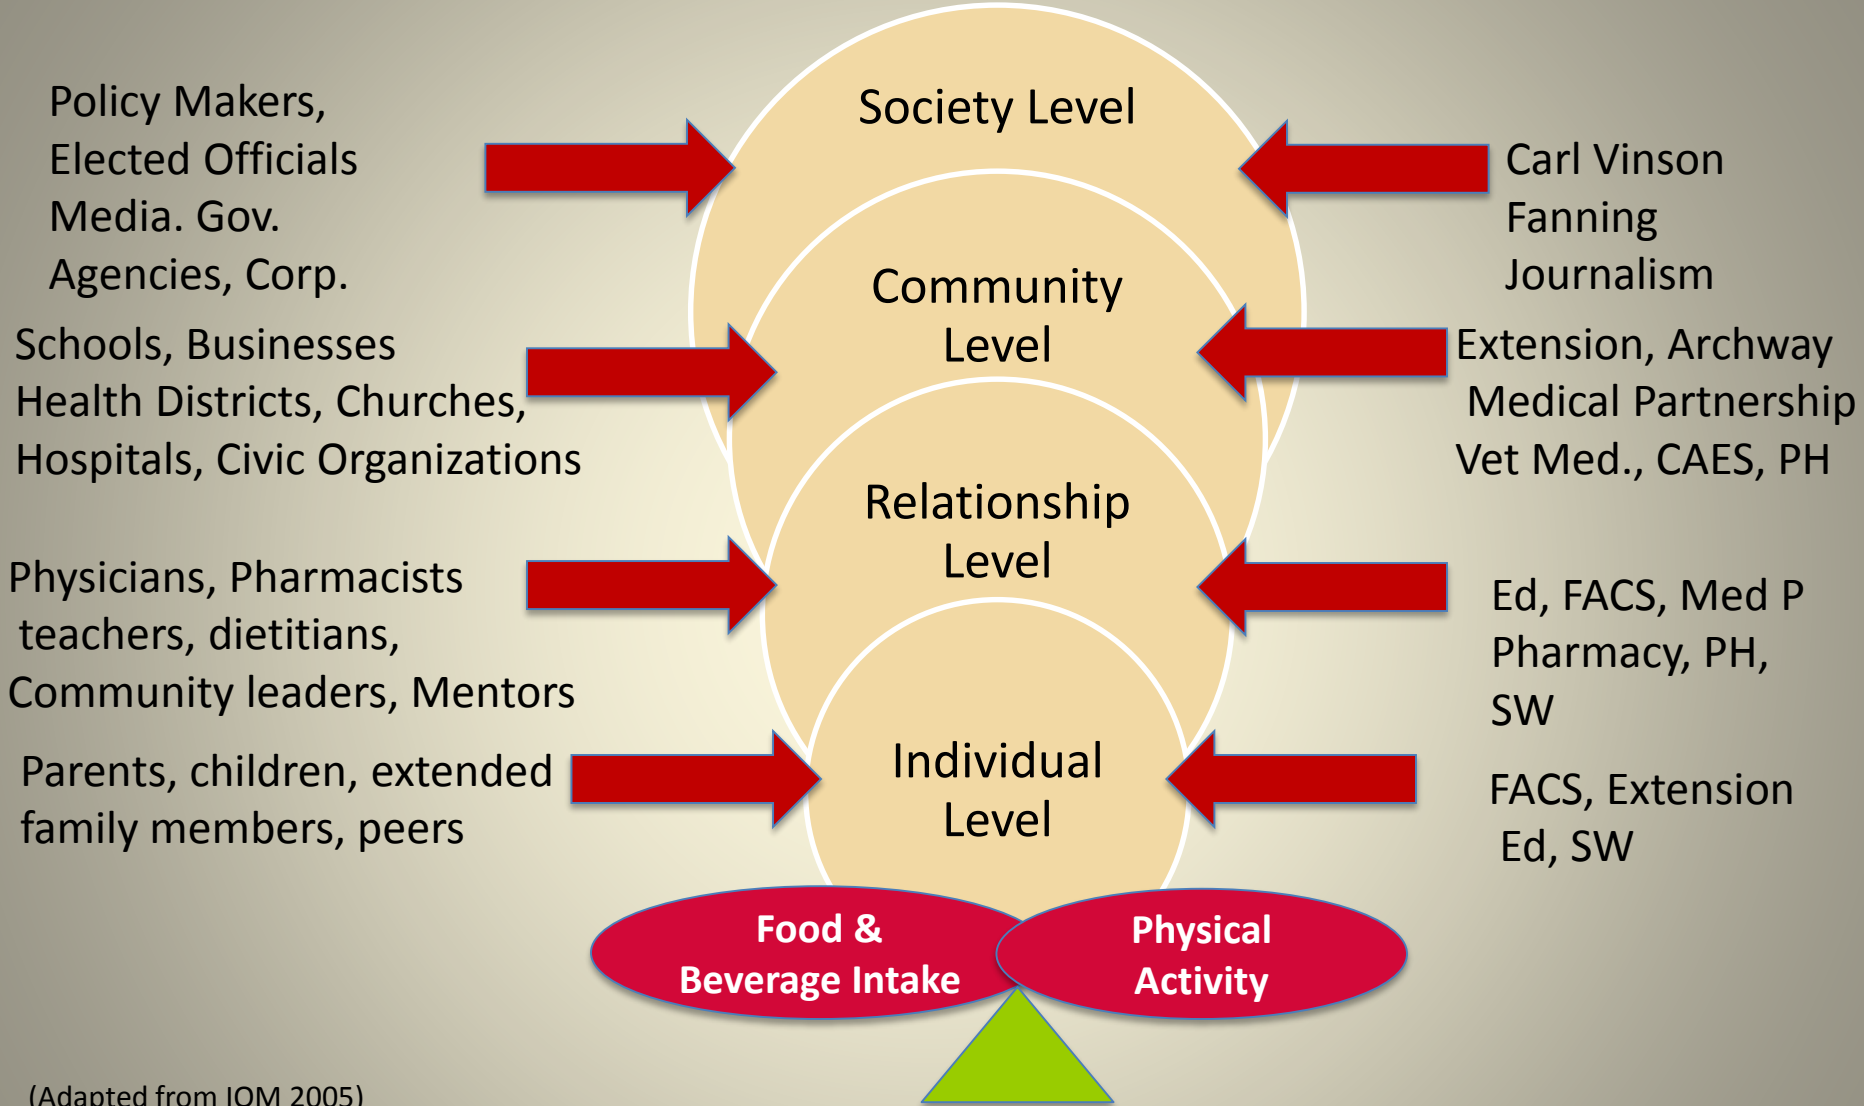 Society Level
Policy Makers,
Elected Officials
Media. Gov.
Agencies, Corp.
Carl Vinson
Fanning
Journalism
Community
Level
Schools, Businesses
Health Districts, Churches,
Hospitals, Civic Organizations
Extension, Archway
Medical Partnership
Vet Med., CAES, PH
Relationship
Level
Physicians, Pharmacists
teachers, dietitians,
Community leaders, Mentors
Ed, FACS, Med P
Pharmacy, PH,
SW
Individual
Level
Parents, children, extended
family members, peers
FACS, Extension
Ed, SW
Food &
Beverage Intake
Physical
Activity
(Adapted from IOM 2005)